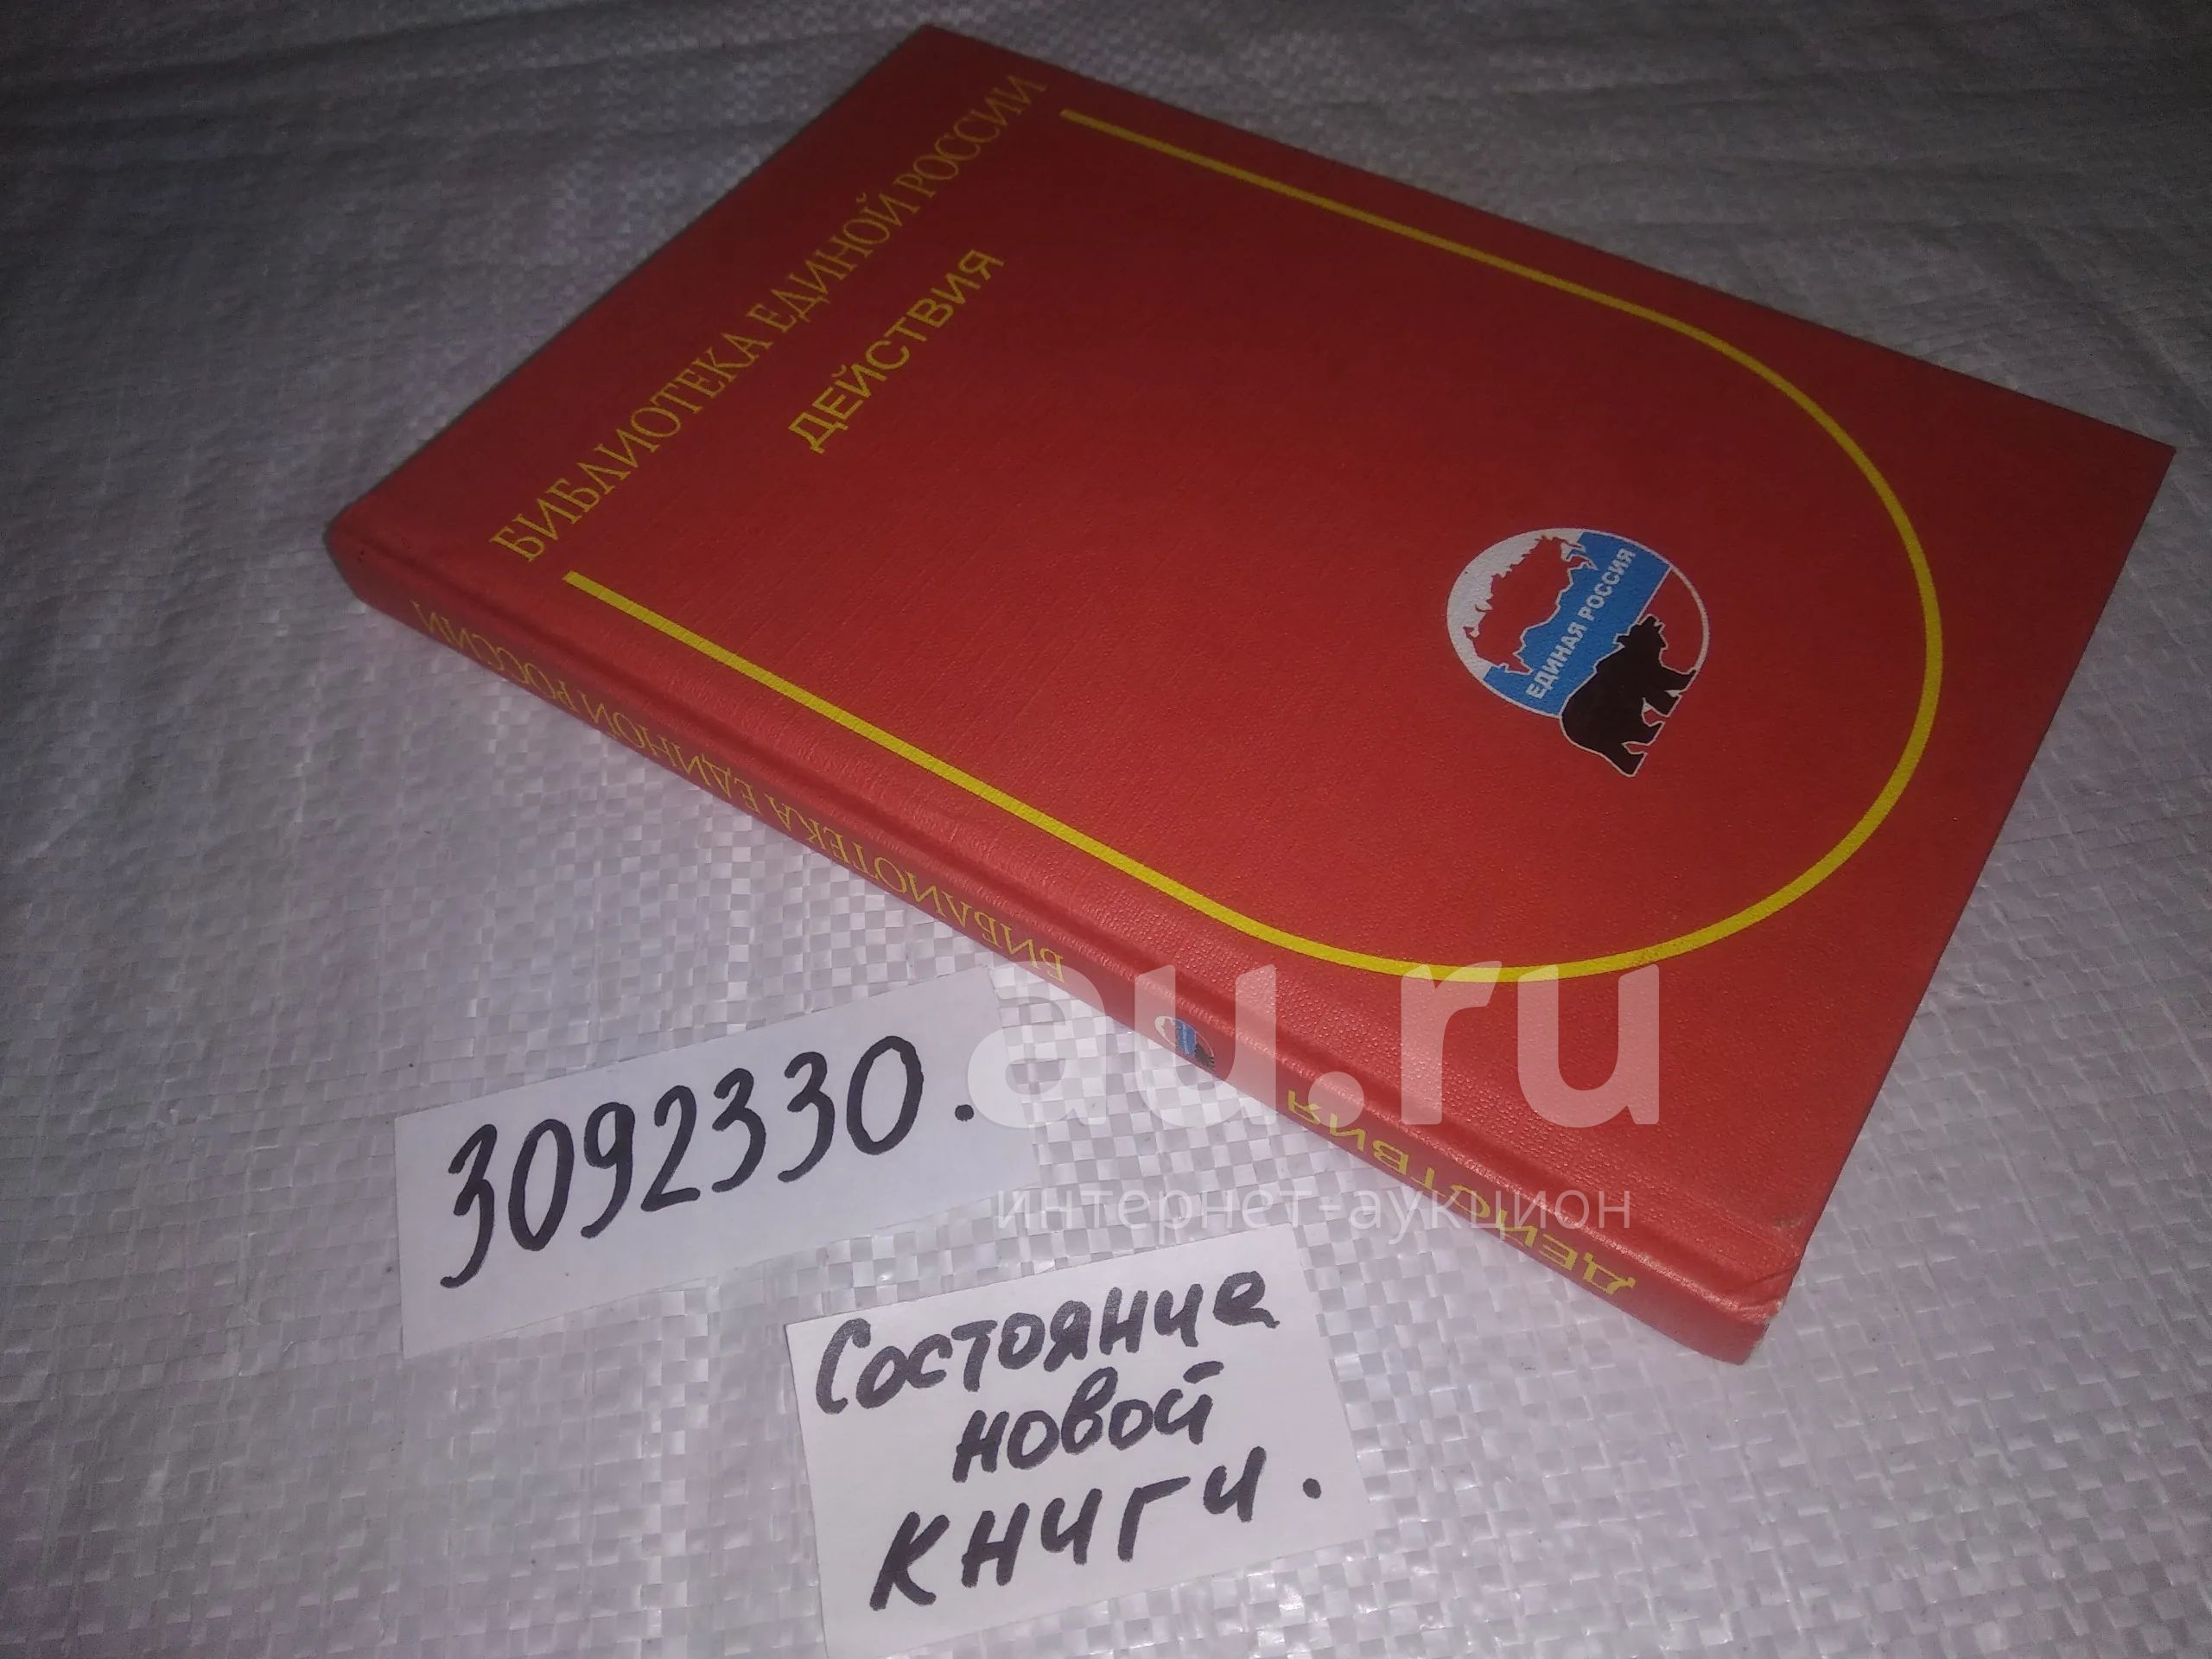 БИБЛИОТЕКА ЕДИНОЙ РОССИИ
ДЕЙСТВИЯ
ЕДИНАЯ РОССИЯ
БИБЛИОТЕКА ЕДИНОЙ РОССИИ
ДЕЙСТВИЯ
au.ru
интернет-аукцион
3092330.
Состояние
новой
книги.